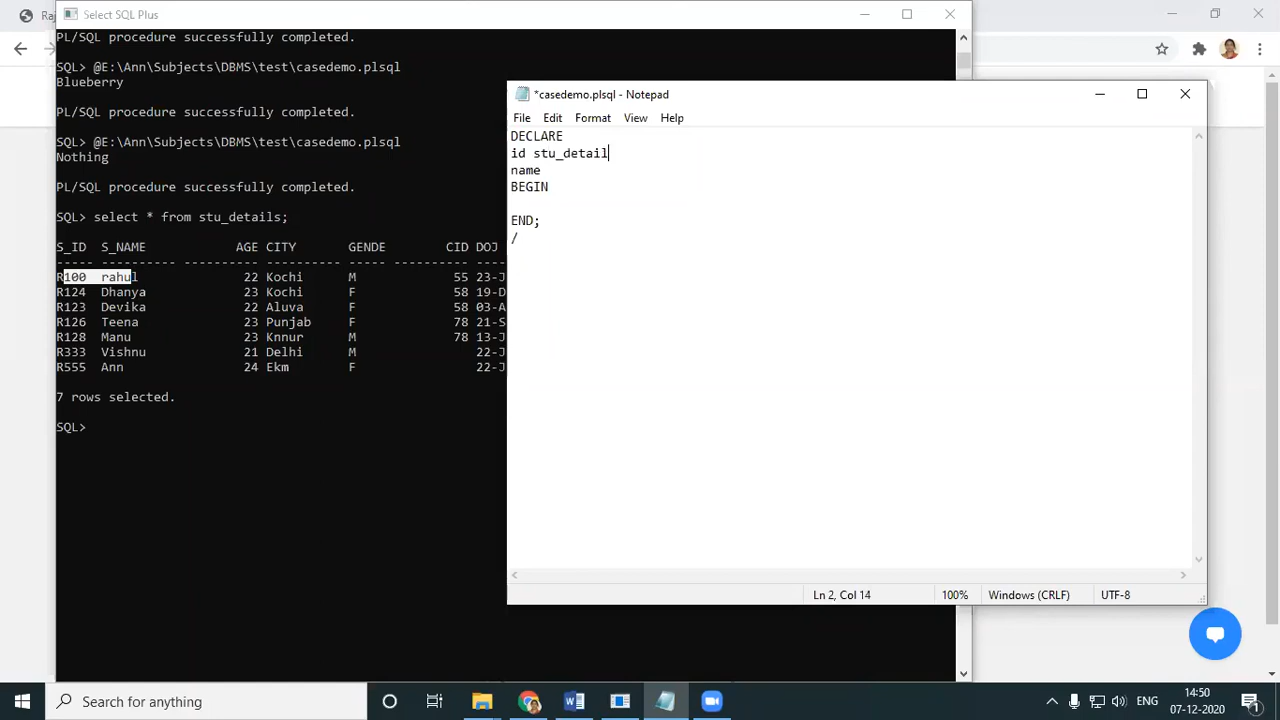 Select SQL Plus
PL/SQL procedure successfully completed.
SQL> @E:\Ann\Subjects\DBMS\test\casedemo.plsql
Blueberry
PL/SQL procedure successfully completed.
SQL> @E:\Ann\Subjects\DBMS\test\casedemo.plsql
Nothing
PL/SQL procedure successfully completed.
SQL> select * from stu_details;
S_ID S_NAME AGE CITY GENDE CID DOJ
----- ---------- ---------- ---------- ----- ---------- -----
R100 rahul 22 Kochi M 55 23-J
R124 Dhanya 23 Kochi F 58 19-D
R123 Devika 22 Aluva F 58 03-A
R126 Teena 23 Punjab F 78 21-S
R128 Manu 23 Knnur M 78 13-J
R333 Vishnu 21 Delhi M 22-J
R555 Ann 24 Ekm F 22-J
7 rows selected.
SQL>
*casedemo.plsql - Notepad
File Edit Format View Help
DECLARE
id stu_detail
name
BEGIN
END;
/
Ln 2, Col 14 100% Windows (CRLF) UTF-8
Search for anything
ENG
14:50
07-12-2020
1